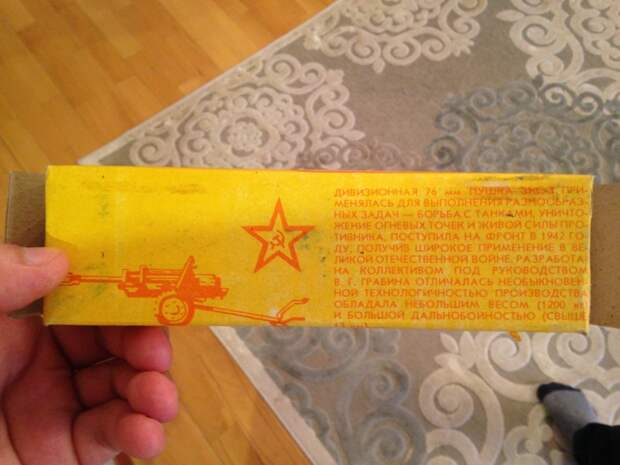 ДИВИЗИОННАЯ 76 мм ПУШКА ЗИС-3 ПРИ-
МЕНЯЛАСЬ ДЛЯ ВЫПОЛНЕНИЯ РАЗНООБРАЗ-
НЫХ ЗАДАЧ — БОРЬБА С ТАНКАМИ, УНИЧТО-
ЖЕНИЕ ОГНЕВЫХ ТОЧЕК И ЖИВОЙ СИЛЫ ПРО-
ТИВНИКА, ПОСТУПИЛА НА ФРОНТ В 1942 ГО-
ДУ, ПОЛУЧИВ ШИРОКОЕ ПРИМЕНЕНИЕ В ВЕ-
ЛИКОЙ ОТЕЧЕСТВЕННОЙ ВОЙНЕ. РАЗРАБОТА-
НА КОЛЛЕКТИВОМ ПОД РУКОВОДСТВОМ
В. Г. ГРАБИНА ОТЛИЧАЛАСЬ НЕОБЫКНОВЕН-
НОЙ ТЕХНОЛОГИЧНОСТЬЮ ПРОИЗВОДСТВА
ОБЛАДАЛА НЕБОЛЬШИМ ВЕСОМ (1200 кг)
И БОЛЬШОЙ ДАЛЬНОБОЙНОСТЬЮ (СВЫШЕ